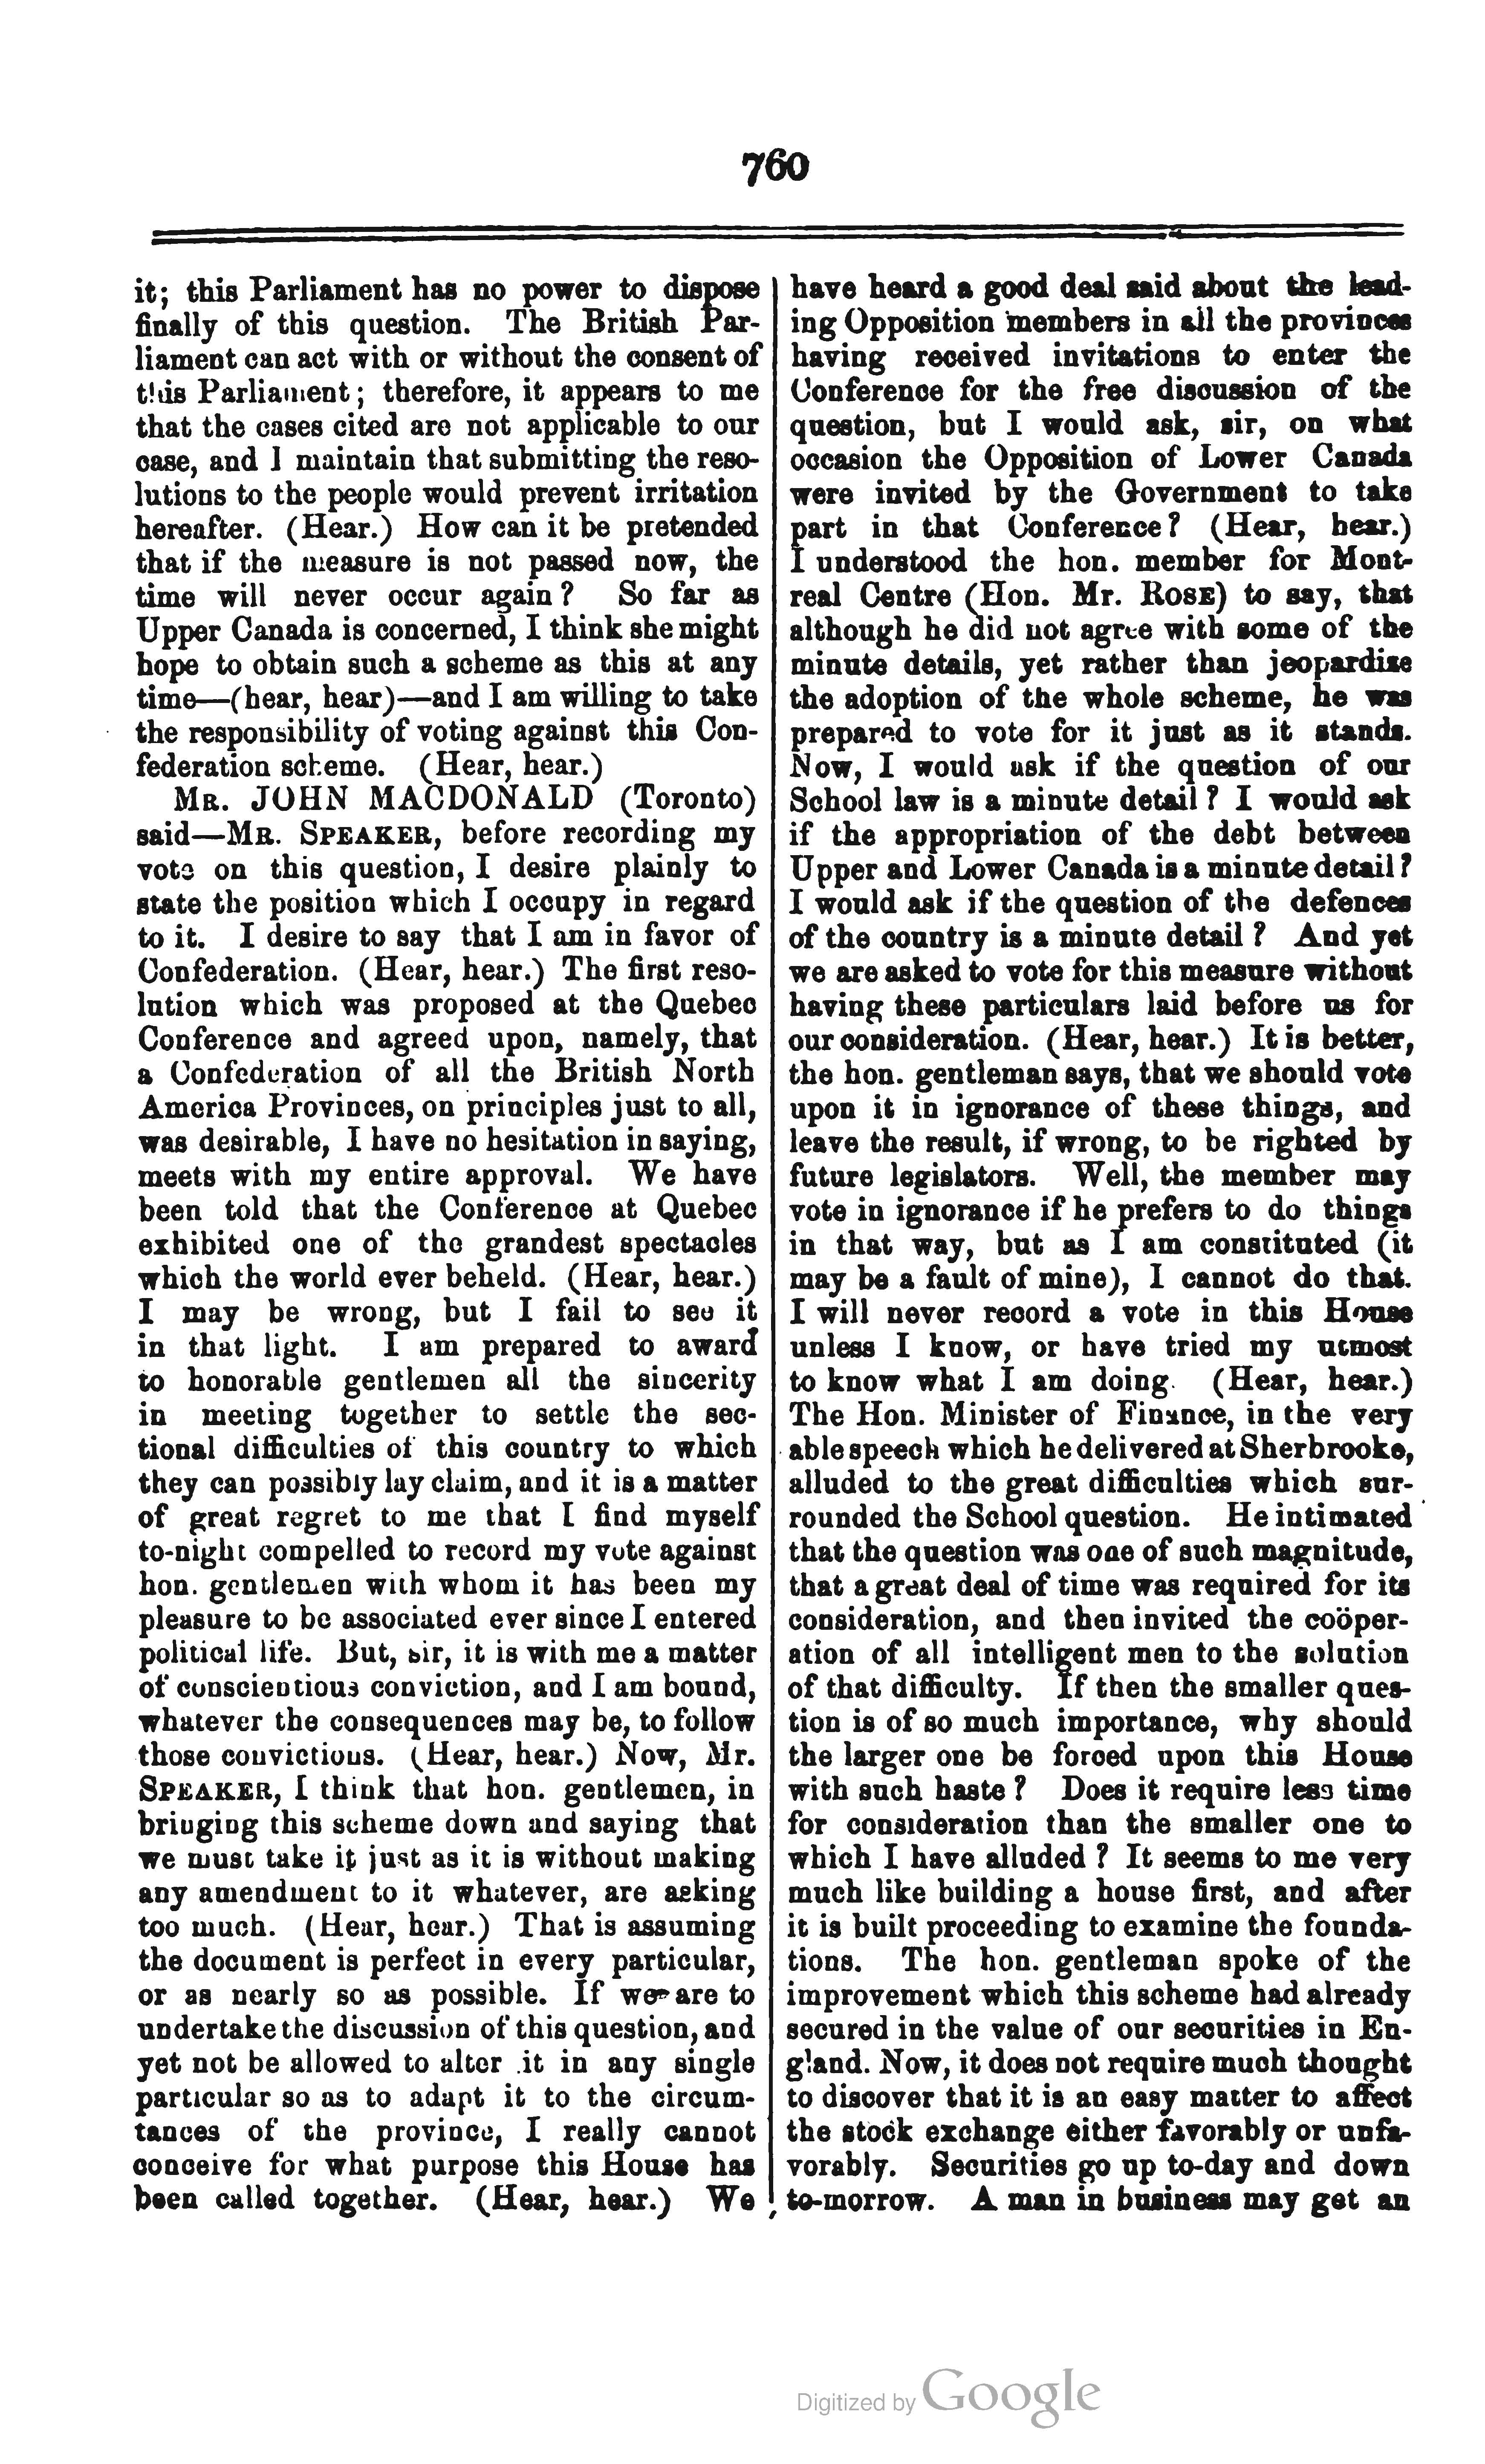 760
it; this Parliament has no power to dispose
finally of this question. The British Par-
liament can act with or without the consent of
this Parliament; therefore, it appears to me
that the cases cited are not applicable to our
case, and I maintain that submitting the reso-
lutions to the people would prevent irritation
hereafter. (Hear.) How can it be pretended
that if the measure is not passed now, the
time will never occur again? So far as
Upper Canada is concerned, I think she might
hope to obtain such a scheme as this at any
time—(hear, hear)—and I am willing to take
the responsibility of voting against this Con-
federation scheme. (Hear, hear.)
MR. JOHN MACDONALD (Toronto)
said—MR. SPEAKER, before recording my
vote on this question, I desire plainly to
state the position which I occupy in regard
to it. I desire to say that I am in favor of
Confederation. (Hear, hear.) The first reso-
lution which was proposed at the Quebec
Conference and agreed upon, namely, that
a Confederation of all the British North
America Provinces, on principles just to all,
was desirable, I have no hesitation in saying,
meets with my entire approval. We have
been told that the Conference at Quebec
exhibited one of the grandest spectacles
which the world ever beheld. (Hear, hear.)
I may be wrong, but I fail to see it
in that light. I am prepared to award
to honorable gentlemen all the sincerity
in meeting together to settle the sec-
tional difficulties of this country to which
they can possibly lay claim, and it is a matter
of great regret to me that I find myself
to-night compelled to record my vote against
hon. gentlemen with whom it has been my
pleasure to be associated ever since I entered
political life. But, sir, it is with me a matter
of conscientious conviction, and I am bound,
whatever the consequences may be, to follow
those convictions. (Hear, hear.) Now, Mr.
SPEAKER, I think that hon. gentlemen, in
bringing this scheme down and saying that
we must take it just as it is without making
any amendment to it whatever, are asking
too much. (Hear, hear.) That is assuming
the document is perfect in every particular,
or as nearly so as possible. If we are to
undertake the discussion of this question, and
yet not be allowed to alter it in any single
particular so as to adapt it to the circum-
tances of the province, I really cannot
conceive for what purpose this House has
been called together. (Hear, hear.) We
have heard a good deal said about the lead-
ing Opposition members in all the provinces
having received invitations to enter the
Conference for the free discussion of the
question, but I would ask, sir, on what
occasion the Opposition of Lower Canada
were invited by the Government to take
part in that Conference? (Hear, hear.)
I understood the hon. member for Mont-
real Centre (Hon. Mr. ROSE) to say, that
although he did not agree with some of the
minute details, yet rather than jeopardise
the adoption of the whole scheme, he was
prepared to vote for it just as it stands.
Now, I would ask if the question of our
School law is a minute detail? I would ask
if the appropriation of the debt between
Upper and Lower Canada is a minute detail?
I would ask if the question of the defences
of the country is a minute detail? And yet
we are asked to vote for this measure without
having these particulars laid before us for
our consideration. (Hear, hear.) It is better,
the hon. gentleman says, that we should vote
upon it in ignorance of these things, and
leave the result, if wrong, to be righted by
future legislators. Well, the member may
vote in ignorance if he prefers to do things
in that way, but as I am constituted (it
may be a fault of mine), I cannot do that.
I will never record a vote in this House
unless I know, or have tried my utmost
to know what I am doing. (Hear, hear.)
The Hon. Minister of Finance, in the very
able speech which he delivered at Sherbrooke,
alluded to the great difficulties which sur-
rounded the School question. He intimated
that the question was one of such magnitude,
that a great deal of time was required for its
consideration, and then invited the coöper-
ation of all intelligent men to the solution
of that difficulty. If then the smaller ques-
tion is of so much importance, why should
the larger one be forced upon this House
with such haste? Does it require less time
for consideration than the smaller one to
which I have alluded? It seems to me very
much like building a house first, and after
it is built proceeding to examine the founda-
tions. The hon. gentleman spoke of the
improvement which this scheme had already
secured in the value of our securities in En-
gland. Now, it does not require much thought
to discover that it is an easy matter to affect
the stock exchange either favorably or unfa-
vorably. Securities go up to-day and down
to-morrow. A man in business may get an
Digitized by Google